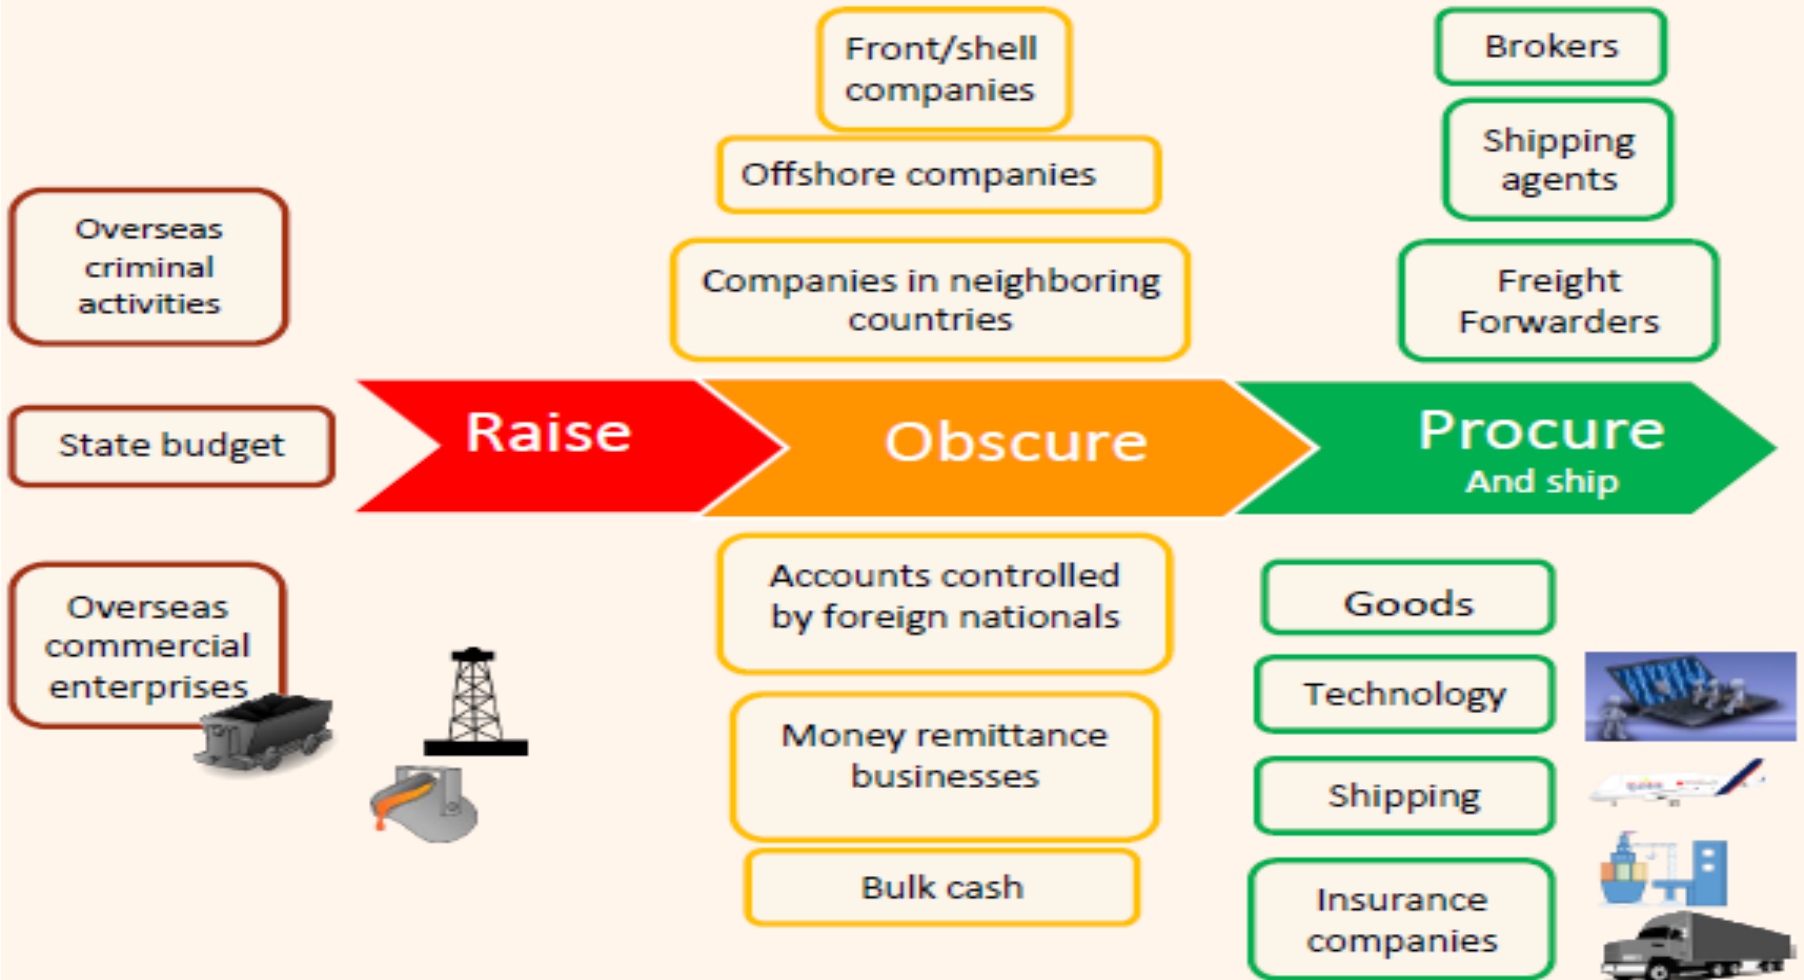 Overseas
criminal
activities
State budget
Overseas
commercial
enterprises
Raise
Front/shell
companies
Offshore companies
Companies in neighboring
countries
Obscure
Accounts controlled
by foreign nationals
Money remittance
businesses
Bulk cash
Brokers
Shipping
agents
Freight
Forwarders
Procure
And ship
Goods
Technology
Shipping
Insurance
companies